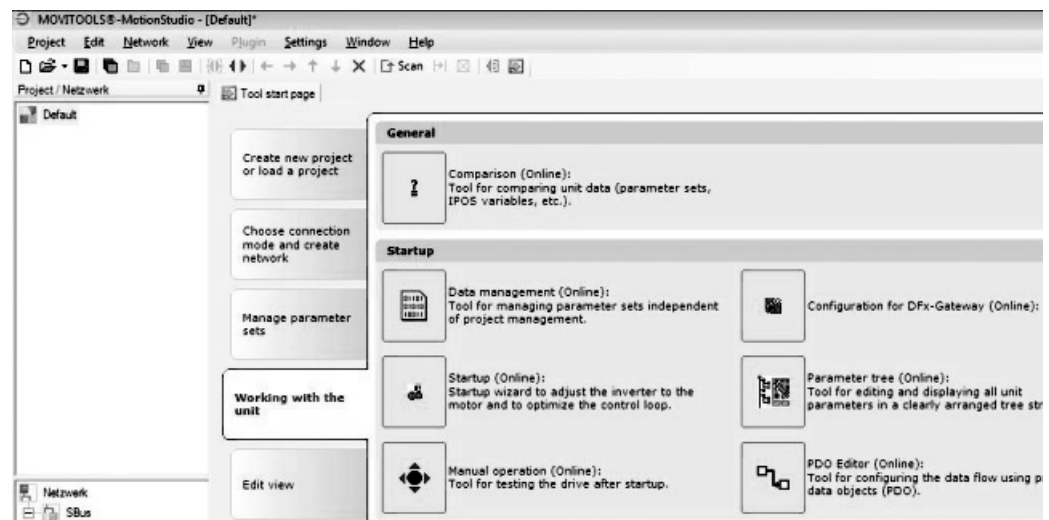 MOVITOOLS®-MotionStudio - [Default]*
Project Edit Network View Plugin Settings Window Help
Scan
Project / Netzwerk
Tool start page
Default
Create new project
or load a project
Choose connection
mode and create
network
Manage parameter
sets
Working with the
unit
Edit view
General
Comparison (Online):
Tool for comparing unit data (parameter sets,
IPOS variables, etc.).
Startup
Data management (Online):
Tool for managing parameter sets independent
of project management.
Configuration for DFx-Gateway (Online):
Startup (Online):
Startup wizard to adjust the inverter to the
motor and to optimize the control loop.
Parameter tree (Online):
Tool for editing and displaying all unit
parameters in a clearly arranged tree str
Manual operation (Online):
Tool for testing the drive after startup.
PDO Editor (Online):
Tool for configuring the data flow using p
data objects (PDO).
Netzwerk
SBus